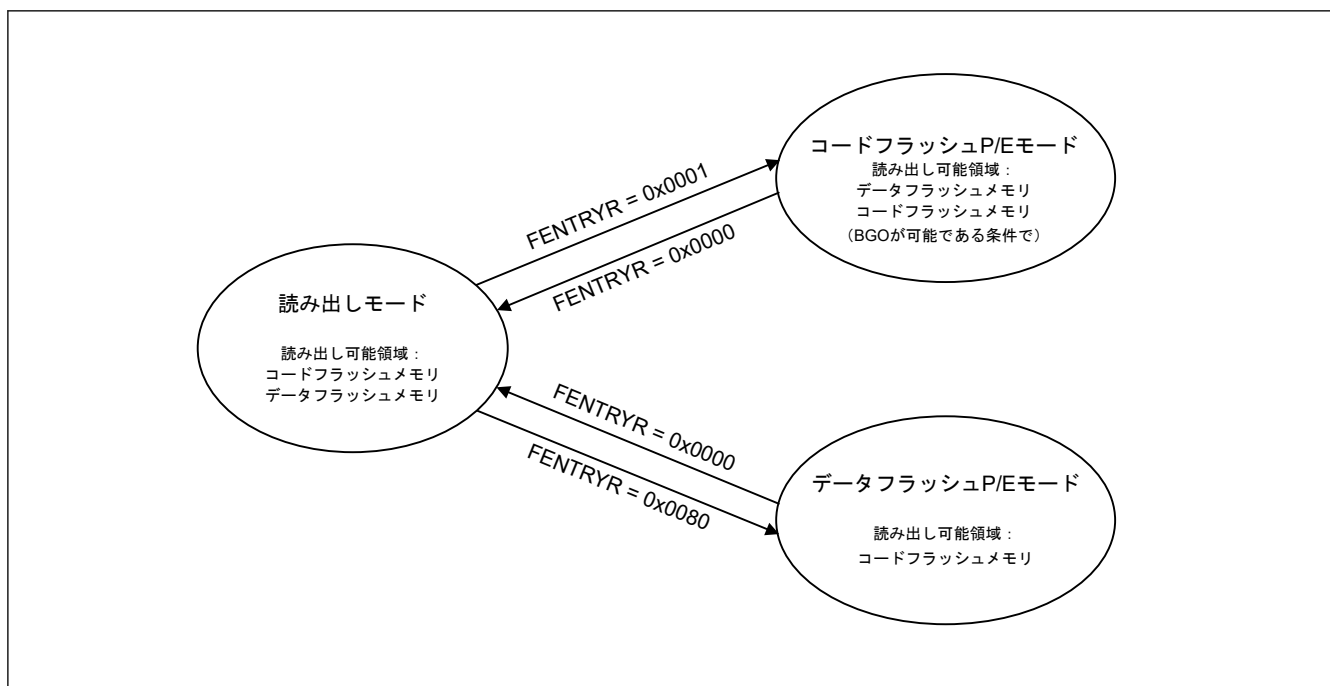 コードフラッシュP/Eモード
読み出し可能領域：
データフラッシュメモリ
コードフラッシュメモリ
（BGOが可能である条件で）
FENTRYR = 0x0001
FENTRYR = 0x0000
読み出しモード
読み出し可能領域：
コードフラッシュメモリ
データフラッシュメモリ
FENTRYR = 0x0000
FENTRYR = 0x0080
データフラッシュP/Eモード
読み出し可能領域：
コードフラッシュメモリ